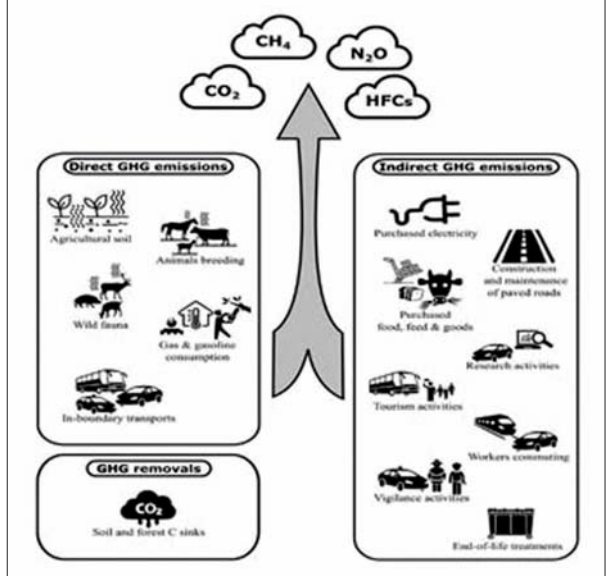 CH₄
N₂O
CO₂
HFCs
Direct GHG emissions
Agricultural soil
Animals breeding
Wild fauna
Gas & gasoline
consumption
In-boundary transports
GHG removals
CO₂
Soil and forest C sinks
Indirect GHG emissions
Purchased electricity
Construction
and maintenance
of paved roads
Purchased
food, feed & goods
Research activities
Tourism activities
Workers commuting
Vigilance activities
End-of-life treatments